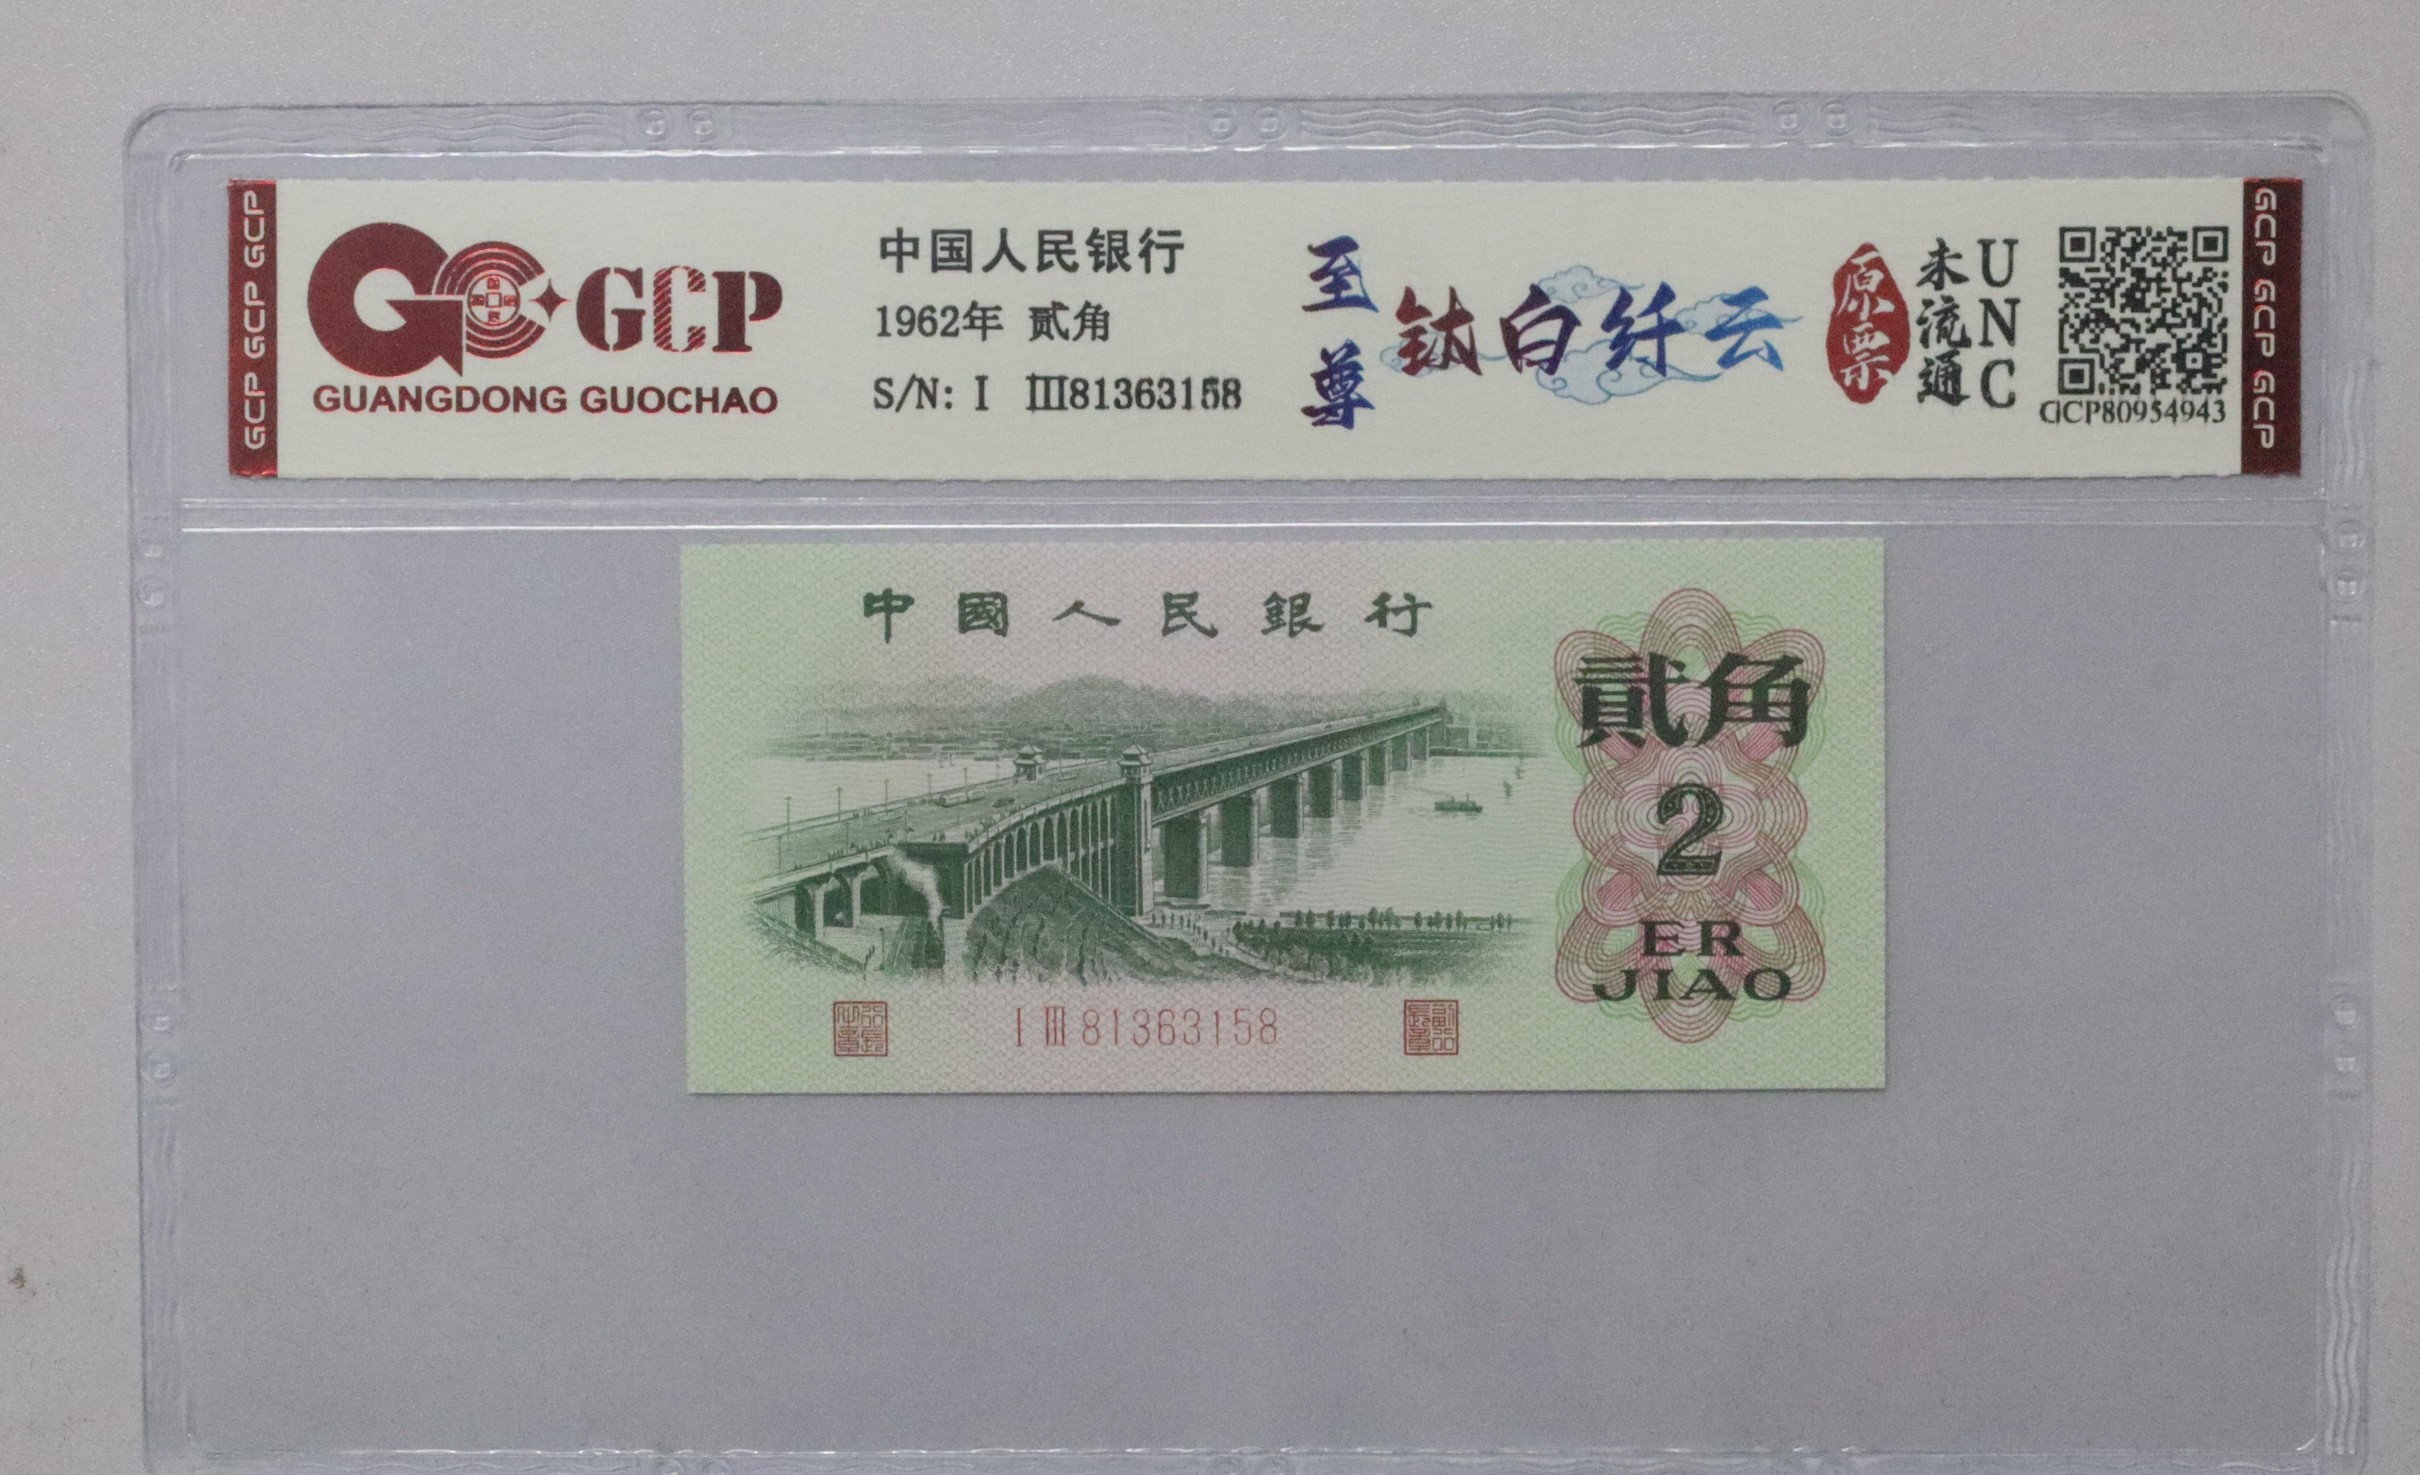 GCP GCP GCP
GCP
GUANGDONG GUOCHAO
中国人民银行
1962年 贰角
S/N: I III81363158
至尊
钛白纤云
原票
未流通
UNC
GCP80954943
GCP GCP GCP
中國人民銀行
貳角
2
ER
JIAO
I III 81363158